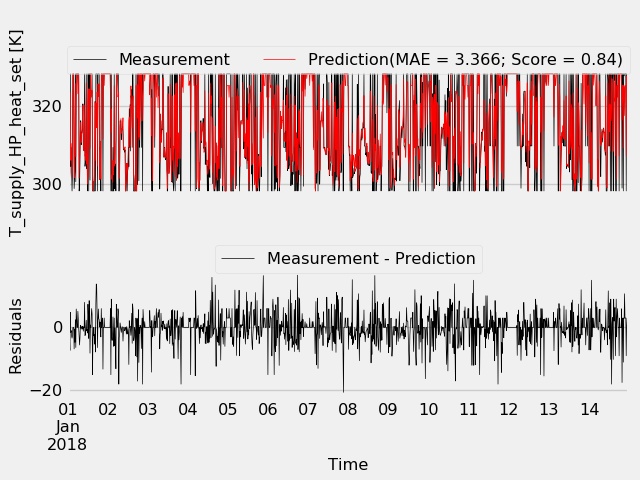 T_supply_HP_heat_set [K]
Measurement
Prediction(MAE = 3.366; Score = 0.84)
320
300
Measurement - Prediction
Residuals
0
−20
01 02 03 04 05 06 07 08 09 10 11 12 13 14
Jan
2018
Time